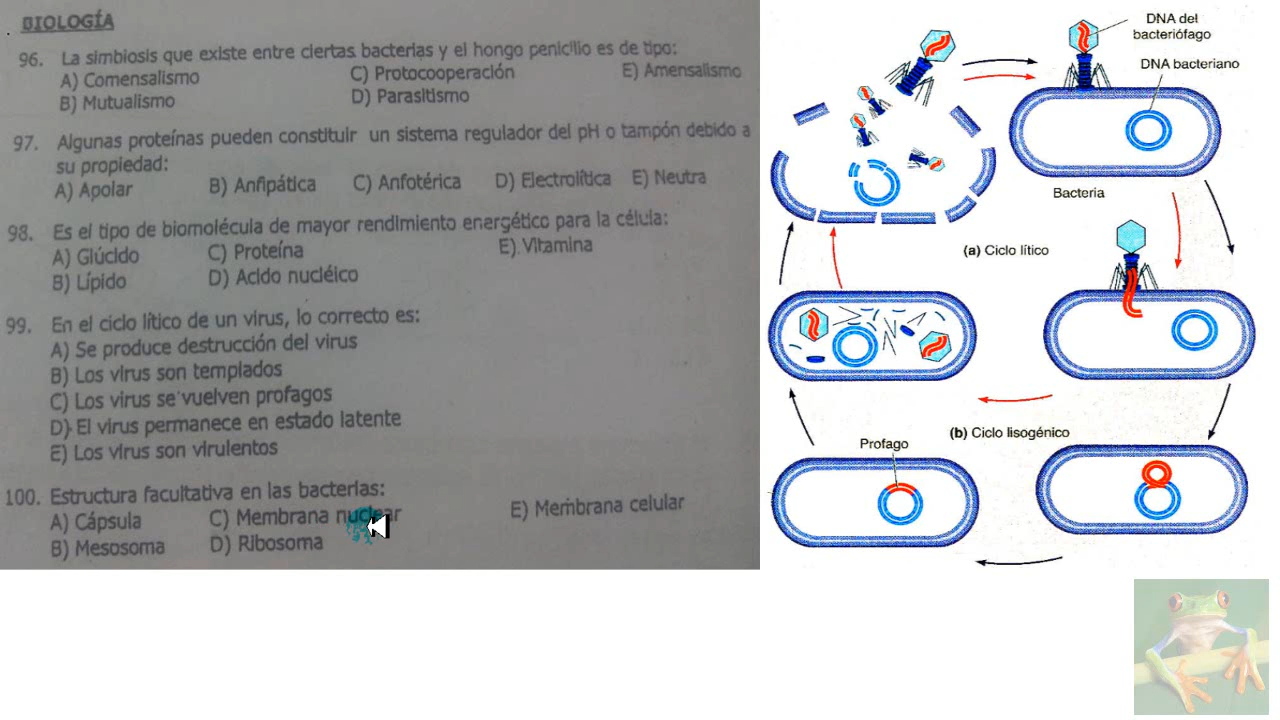 BIOLOGÍA
96. La simbiosis que existe entre ciertas bacterias y el hongo penicilio es de tipo:
A) Comensalismo C) Protocooperación E) Amensalismo
B) Mutualismo D) Parasitismo
97. Algunas proteínas pueden constituir un sistema regulador del pH o tampón debido a
su propiedad:
A) Apolar B) Anfipática C) Anfotérica D) Electrolítica E) Neutra
98. Es el tipo de biomolécula de mayor rendimiento energético para la célula:
A) Glúcido C) Proteína E) Vitamina
B) Lípido D) Acido nucléico
99. En el ciclo lítico de un virus, lo correcto es:
A) Se produce destrucción del virus
B) Los virus son templados
C) Los virus se vuelven profagos
D) El virus permanece en estado latente
E) Los virus son virulentos
100. Estructura facultativa en las bacterias:
A) Cápsula C) Membrana nuclear E) Membrana celular
B) Mesosoma D) Ribosoma
DNA del
bacteriófago
DNA bacteriano
Bacteria
(a) Ciclo lítico
(b) Ciclo lisogénico
Profago